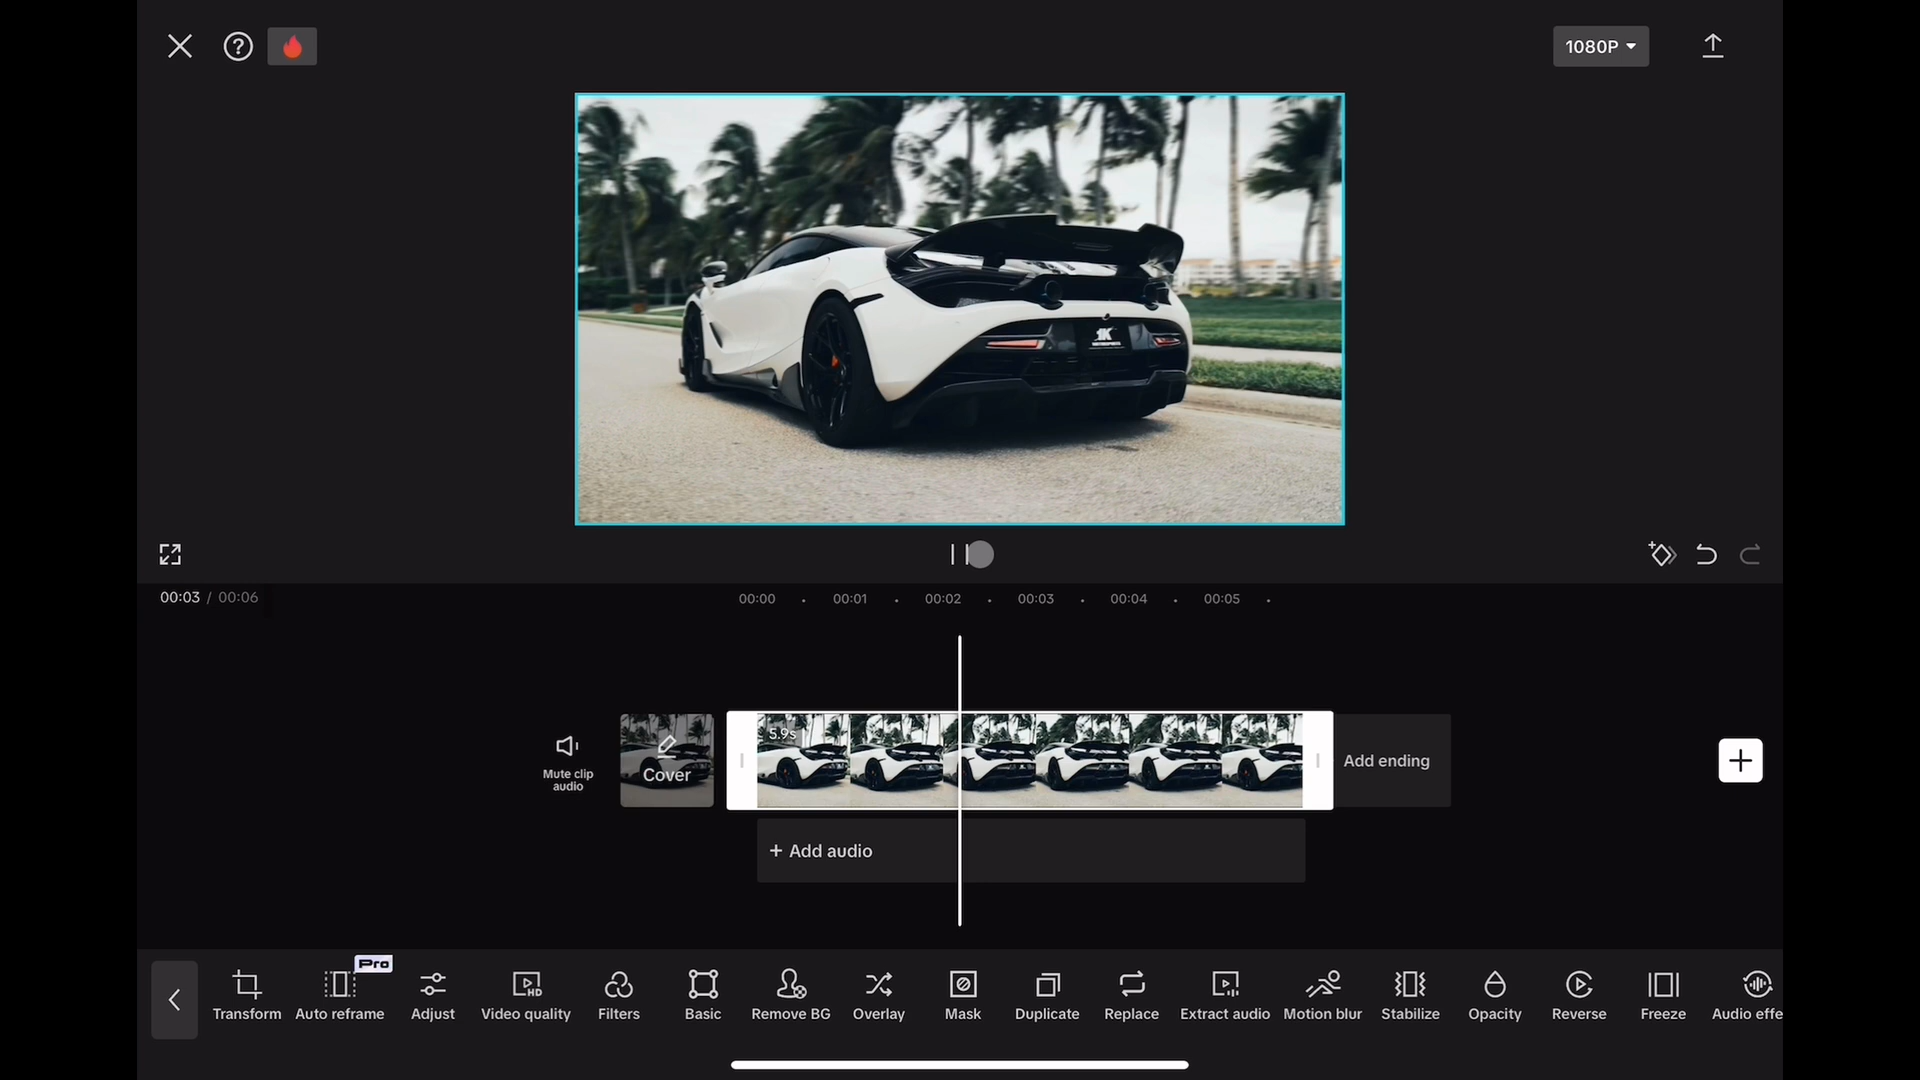 1080P
1K
00:03 / 00:06
00:00 00:01 00:02 00:03 00:04 00:05
5.9s
Mute clip
audio
Cover
Add ending
+ Add audio
Pro
Transform Auto reframe Adjust Video quality Filters Basic Remove BG Overlay Mask Duplicate Replace Extract audio Motion blur Stabilize Opacity Reverse Freeze Audio effe
HD